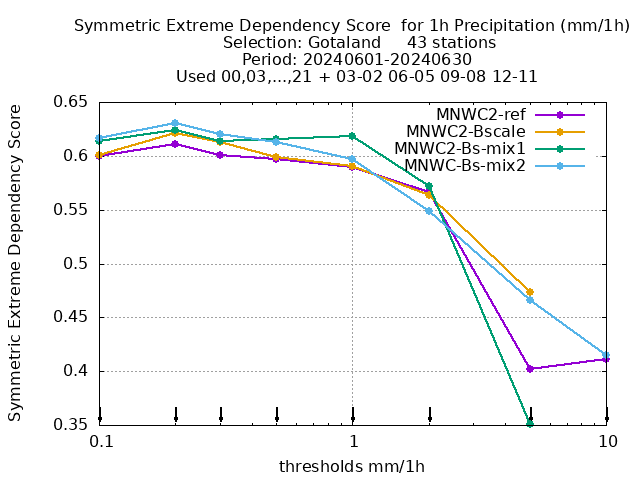 Symmetric Extreme Dependency Score  for 1h Precipitation (mm/1h)
Selection: Gotaland     43 stations
Period: 20240601-20240630
Used 00,03,...,21 + 03-02 06-05 09-08 12-11
Symmetric Extreme Dependency Score
0.65
0.6
0.55
0.5
0.45
0.4
0.35
MNWC2-ref
MNWC2-Bscale
MNWC2-Bs-mix1
MNWC-Bs-mix2
0.1
1
10
thresholds mm/1h